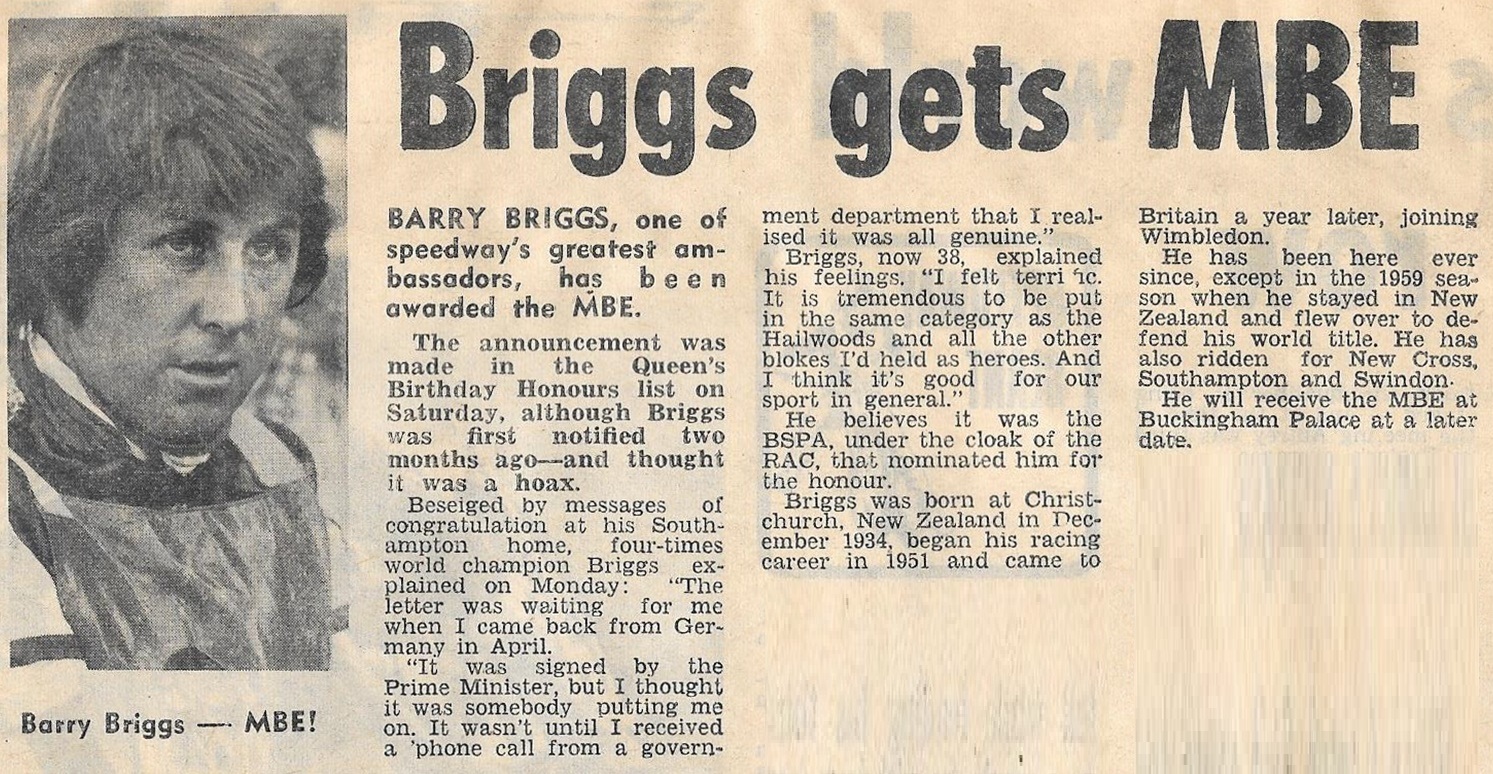 Briggs gets MBE
BARRY BRIGGS, one of
speedway's greatest am-
bassadors, has been
awarded the MBE.
The announcement was
made in the Queen's
Birthday Honours list on
Saturday, although Briggs
was first notified two
months ago—and thought
it was a hoax.
Beseiged by messages of
congratulation at his South-
ampton home, four-times
world champion Briggs ex-
plained on Monday: "The
letter was waiting for me
when I came back from Ger-
many in April.
"It was signed by the
Prime Minister, but I thought
it was somebody putting me
on. It wasn't until I received
a 'phone call from a govern-
ment department that I real-
ised it was all genuine."
Briggs, now 38, explained
his feelings. "I felt terri ic.
It is tremendous to be put
in the same category as the
Hailwoods and all the other
blokes I'd held as heroes. And
I think it's good for our
sport in general."
He believes it was the
BSPA, under the cloak of the
RAC, that nominated him for
the honour.
Briggs was born at Christ-
church, New Zealand in Dec-
ember 1934, began his racing
career in 1951 and came to
Britain a year later, joining
Wimbledon.
He has been here ever
since, except in the 1959 sea-
son when he stayed in New
Zealand and flew over to de-
fend his world title. He has
also ridden for New Cross,
Southampton and Swindon.
He will receive the MBE at
Buckingham Palace at a later
date.
Barry Briggs — MBE!